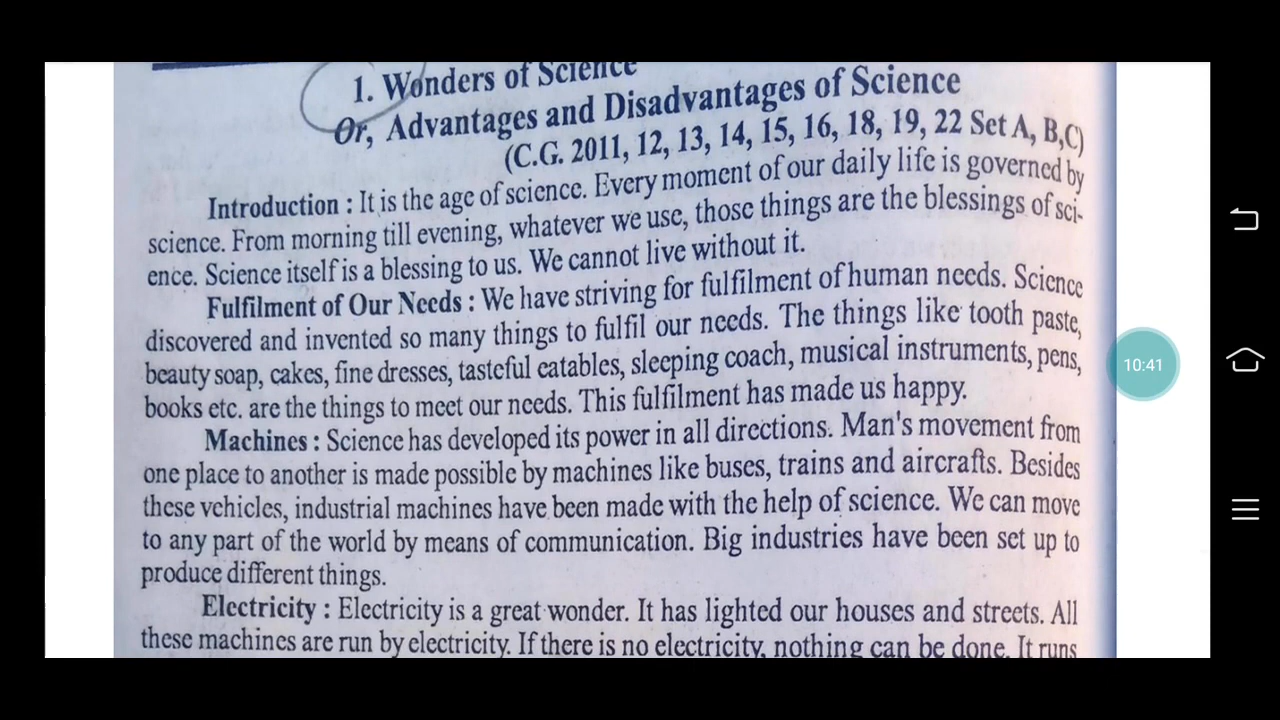 1. Wonders of Science
Or, Advantages and Disadvantages of Science
(C.G. 2011, 12, 13, 14, 15, 16, 18, 19, 22 Set A, B,C)
Introduction : It is the age of science. Every moment of our daily life is governed by
science. From morning till evening, whatever we use, those things are the blessings of sci-
ence. Science itself is a blessing to us. We cannot live without it.
Fulfilment of Our Needs : We have striving for fulfilment of human needs. Science
discovered and invented so many things to fulfil our needs. The things like tooth paste,
beauty soap, cakes, fine dresses, tasteful eatables, sleeping coach, musical instruments, pens,
books etc. are the things to meet our needs. This fulfilment has made us happy.
Machines : Science has developed its power in all directions. Man's movement from
one place to another is made possible by machines like buses, trains and aircrafts. Besides
these vehicles, industrial machines have been made with the help of science. We can move
to any part of the world by means of communication. Big industries have been set up to
produce different things.
Electricity : Electricity is a great wonder. It has lighted our houses and streets. All
these machines are run by electricity. If there is no electricity, nothing can be done. It runs
10:41